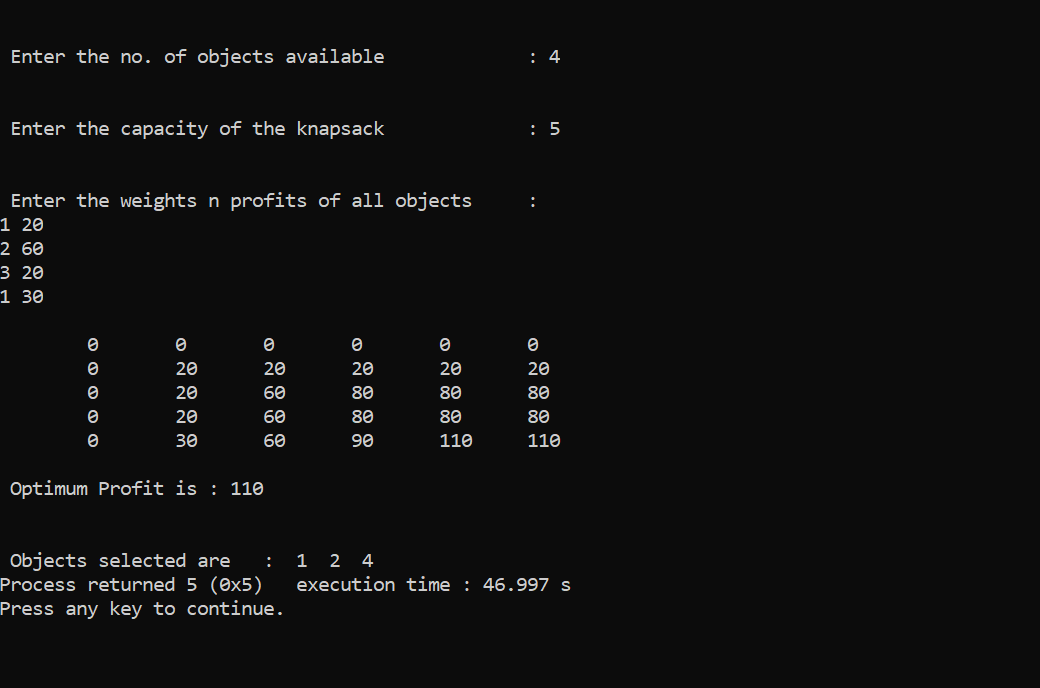 Enter the no. of objects available : 4
Enter the capacity of the knapsack : 5
Enter the weights n profits of all objects :
1 20
2 60
3 20
1 30
0 0 0 0 0 0
0 20 20 20 20 20
0 20 60 80 80 80
0 20 60 80 80 80
0 30 60 90 110 110
Optimum Profit is : 110
Objects selected are : 1 2 4
Process returned 5 (0x5) execution time : 46.997 s
Press any key to continue.